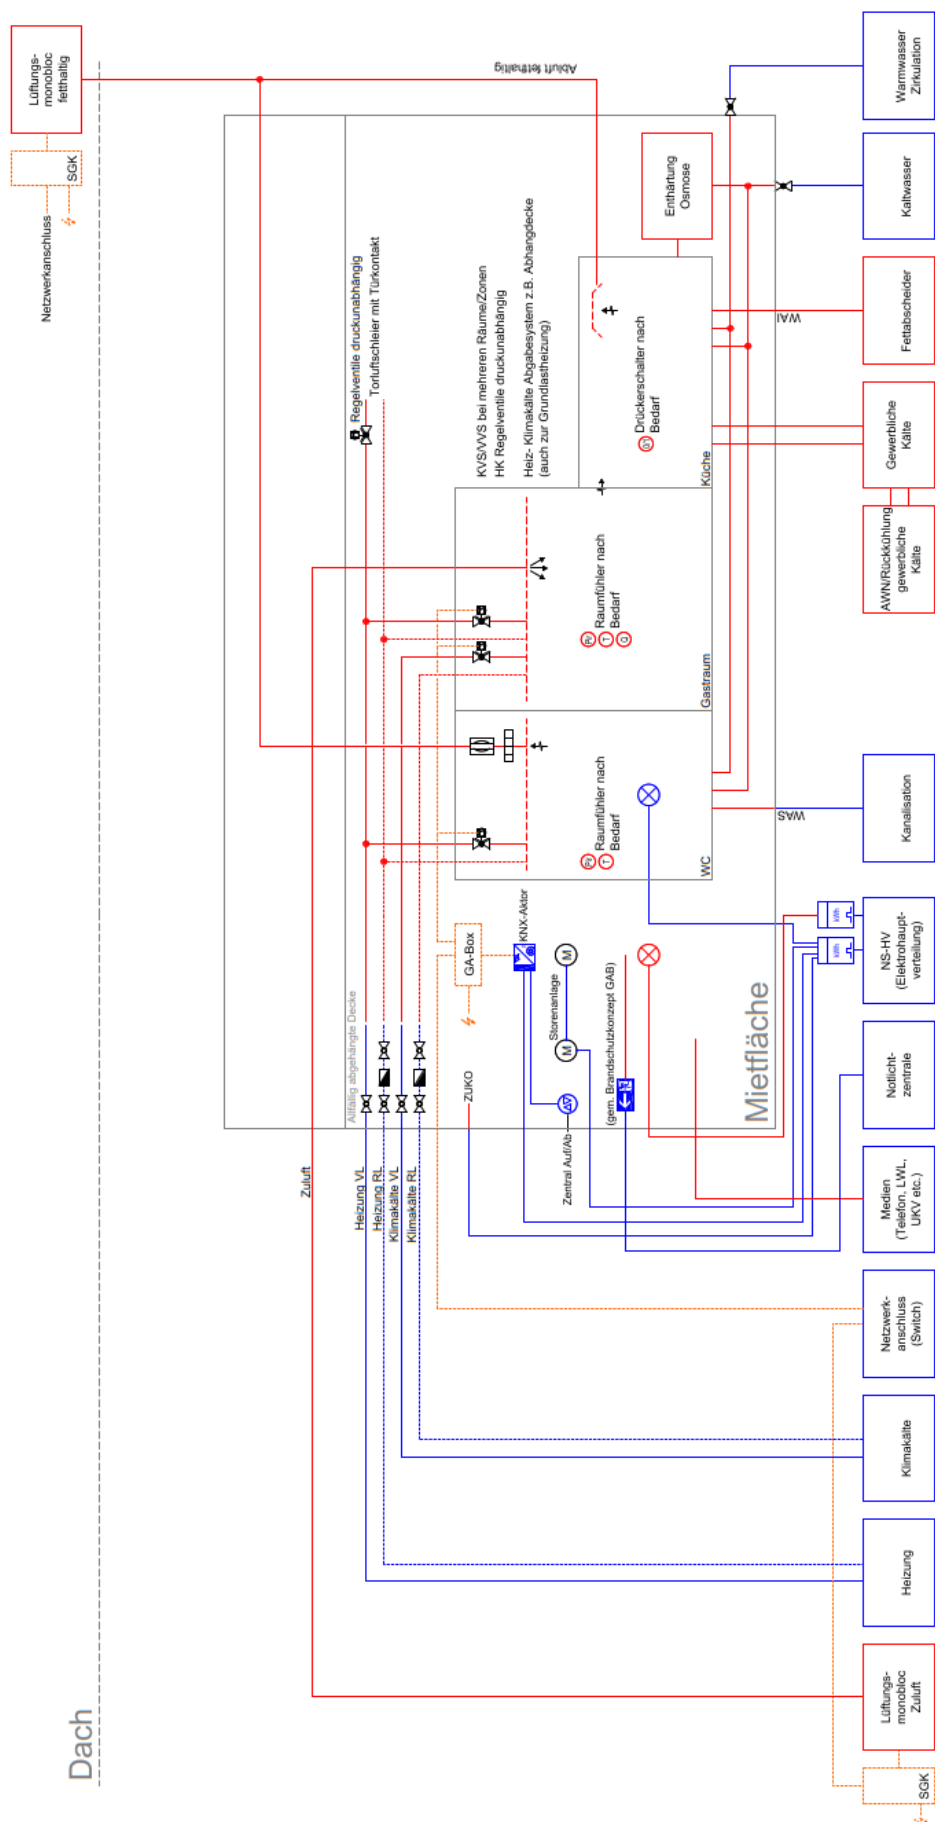 Dach
Lüftungs-
monobloc
fetthaltig
SGK
Netzwerkanschluss
Abluft fetthaltig
Regelventile druckunabhängig
Torluftschleier mit Türkontakt
KVS/VVS bei mehreren Räume/Zonen
HK Regelventile druckunabhängig
Heiz- Klimakälte Abgabesystem z.B. Abhangdecke
(auch zur Grundlastheizung)
Allfällig abgehängte Decke
Zuluft
Heizung VL
Heizung RL
Klimakälte VL
Klimakälte RL
ZUKO
GA-Box
KNX-Aktor
Storenanlage
M
M
Zentral Auf/Ab
(gem. Brandschutzkonzept GAB)
Mietfläche
WC
Raumfühler nach
Bedarf
T
Gastraum
Raumfühler nach
Bedarf
T
Q
Küche
Drückerschalter nach
Bedarf
Enthärtung
Osmose
WAS
WAI
kWh
kWh
SGK
Lüftungs-
monobloc
Zuluft
Heizung
Klimakälte
Netzwerk-
anschluss
(Switch)
Medien
(Telefon, LWL,
UKV etc.)
Notlicht-
zentrale
NS-HV
(Elektrohaupt-
verteilung)
Kanalisation
AWN/Rückkühlung
gewerbliche
Kälte
Gewerbliche
Kälte
Fettabscheider
Kaltwasser
Warmwasser
Zirkulation